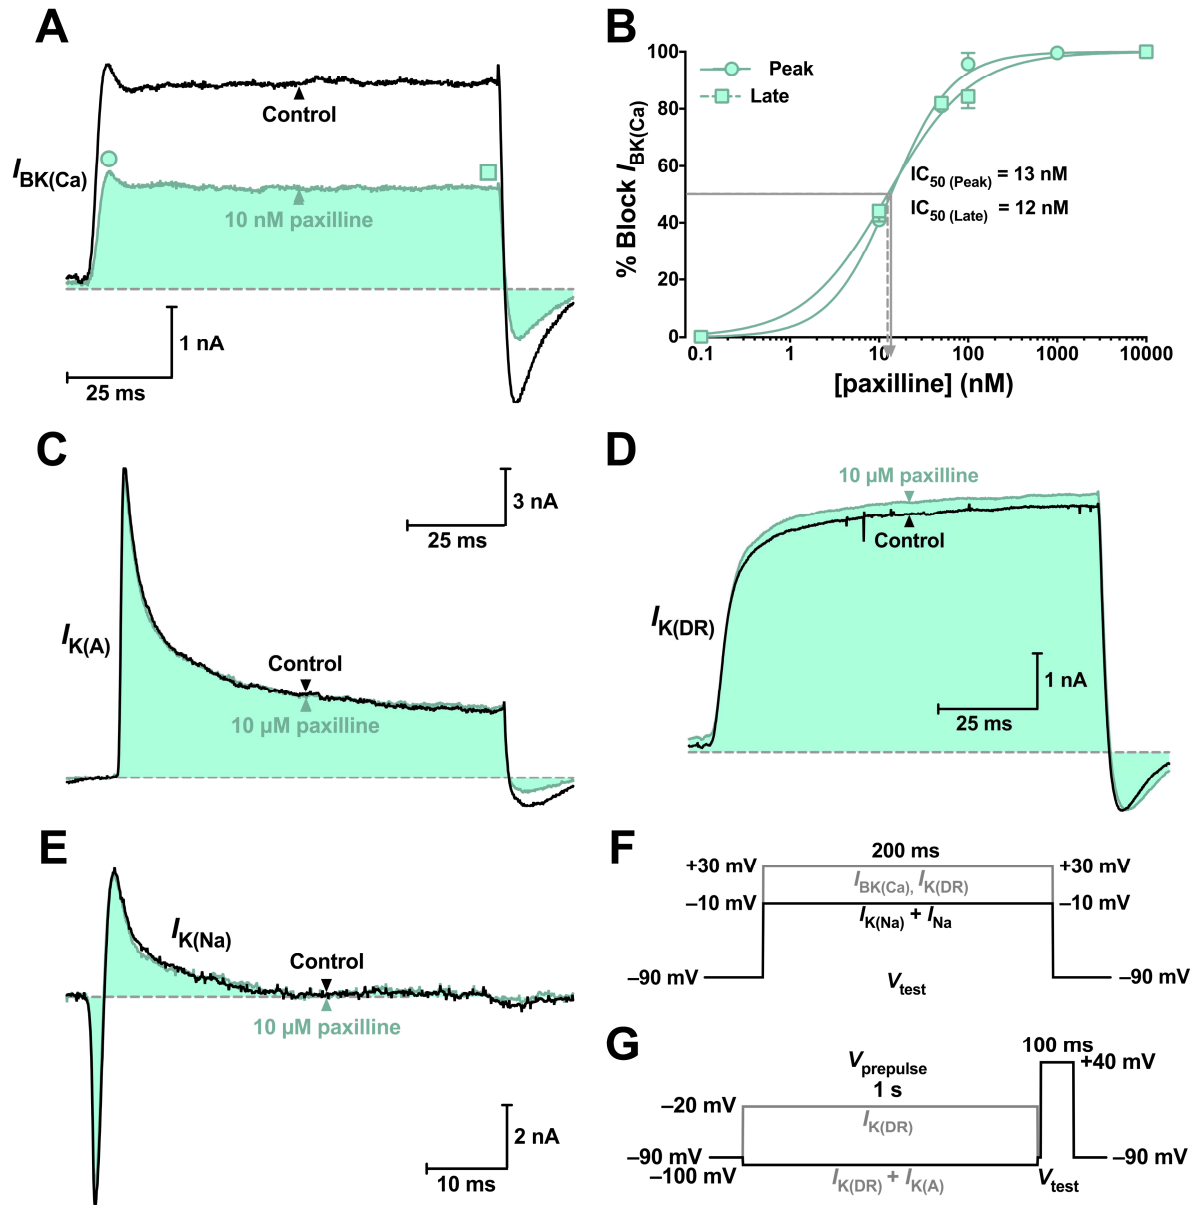 A
I BK(Ca)
Control
10 nM paxilline
1 nA
25 ms
B
% Block I BK(Ca)
100
80
60
40
20
0
Peak
Late
IC50 (Peak) = 13 nM
IC50 (Late) = 12 nM
0.1
1
10
100
1000
10000
[paxilline] (nM)
C
3 nA
25 ms
I K(A)
Control
10 µM paxilline
D
10 µM paxilline
Control
I K(DR)
1 nA
25 ms
E
I K(Na)
Control
10 µM paxilline
2 nA
10 ms
F
200 ms
+30 mV
+30 mV
I BK(Ca), I K(DR)
–10 mV
–10 mV
I K(Na) + I Na
–90 mV
–90 mV
V test
G
100 ms
V prepulse
+40 mV
1 s
–20 mV
I K(DR)
–90 mV
–90 mV
–100 mV
I K(DR) + I K(A)
V test